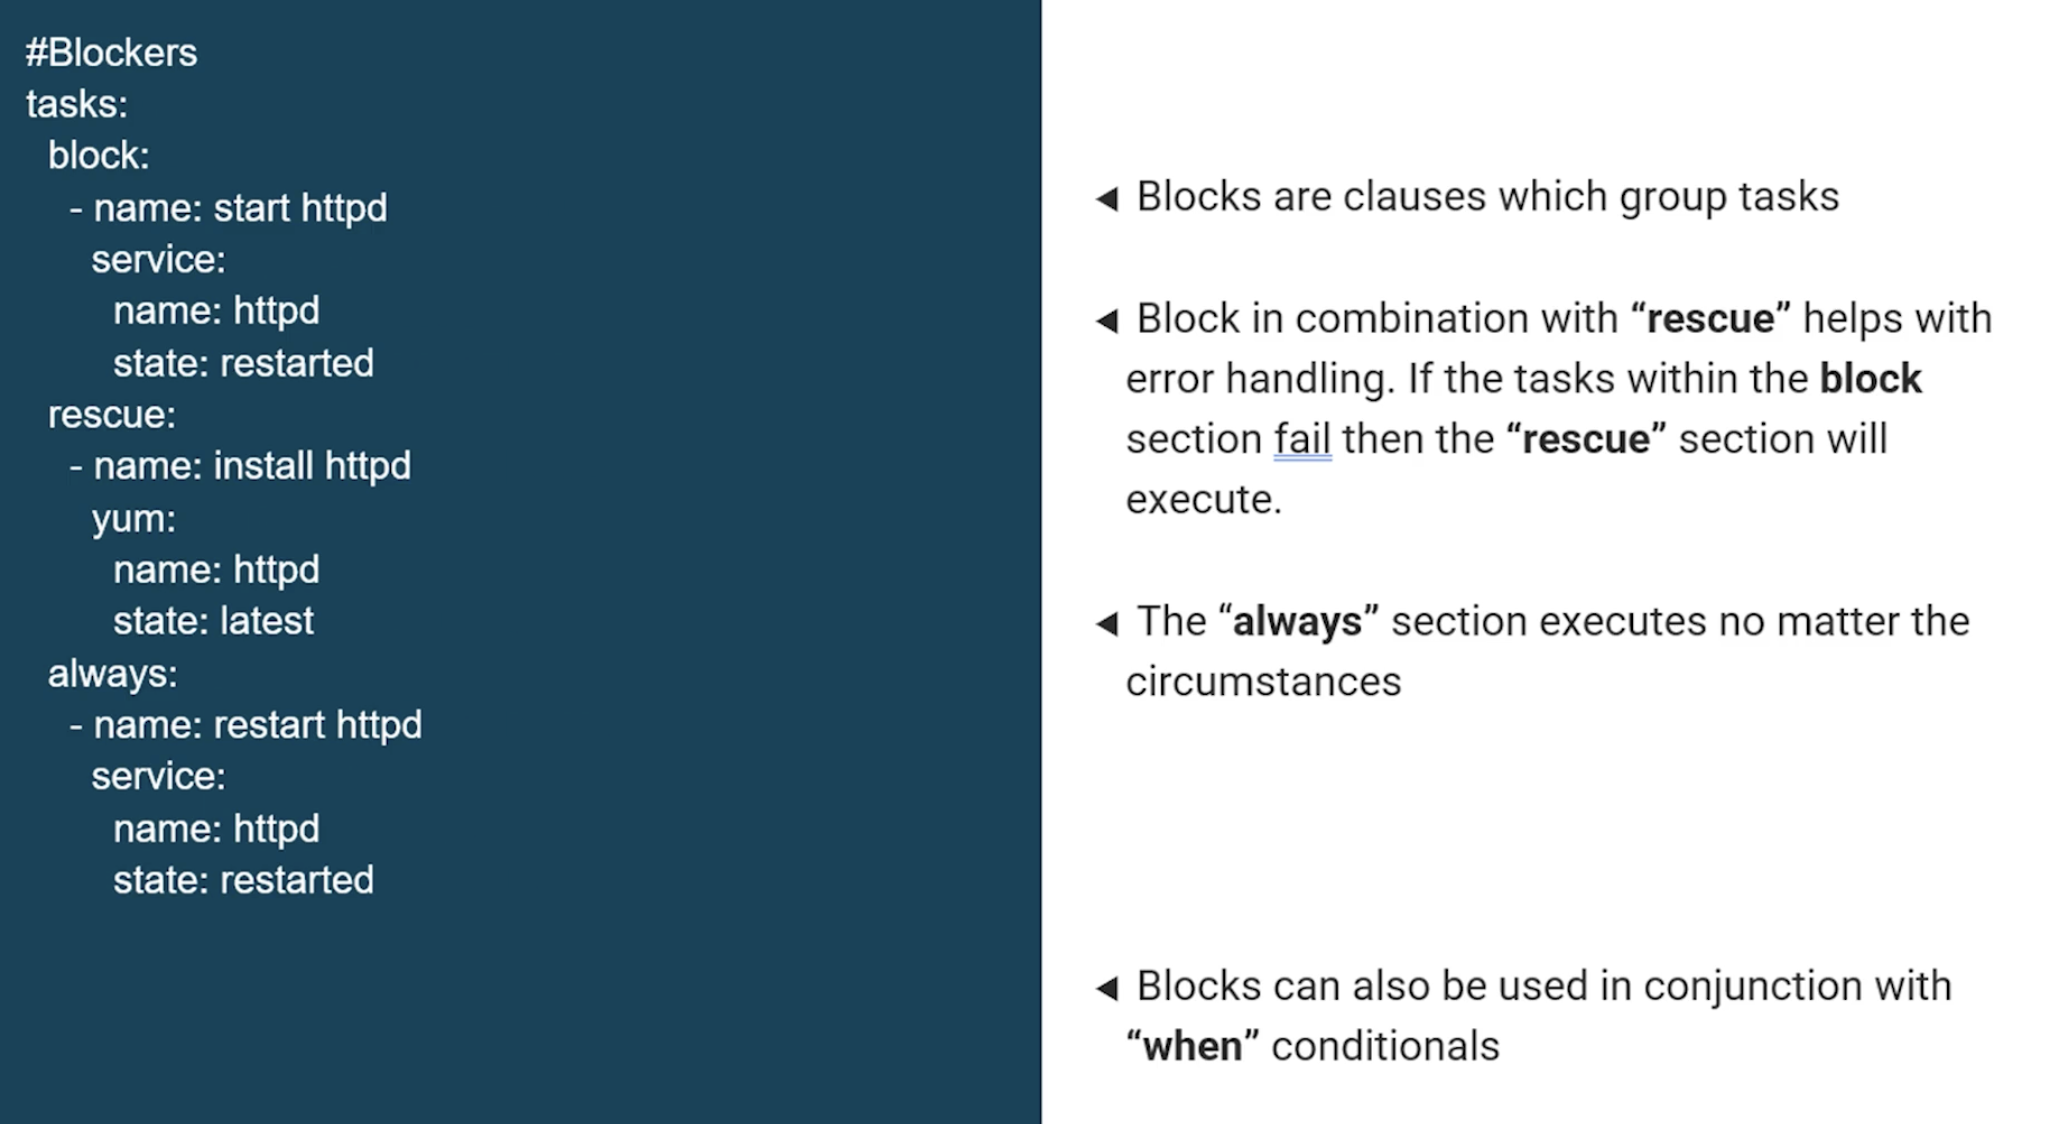 #Blockers
tasks:
block:
- name: start httpd
service:
name: httpd
state: restarted
rescue:
- name: install httpd
yum:
name: httpd
state: latest
always:
- name: restart httpd
service:
name: httpd
state: restarted
Blocks are clauses which group tasks
Block in combination with “rescue” helps with
error handling. If the tasks within the block
section fail then the “rescue” section will
execute.
The “always” section executes no matter the
circumstances
Blocks can also be used in conjunction with
“when” conditionals